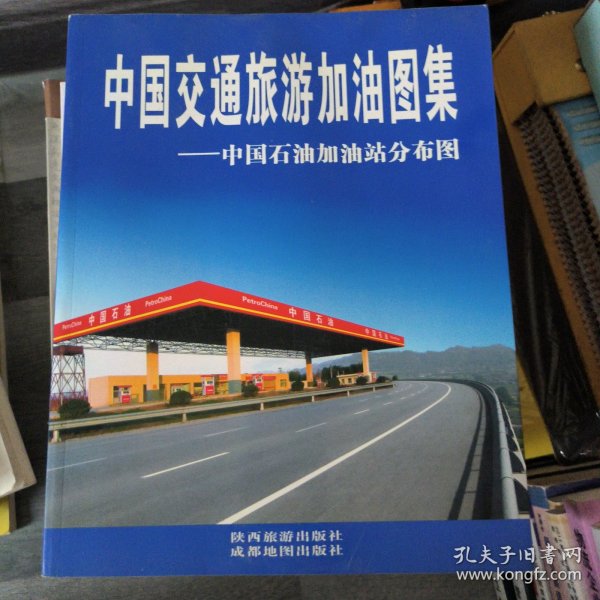 中国交通旅游加油图集
——中国石油加油站分布图
PetroChina 中国石油 PetroChina
PetroChina 中国石油 中国石油
陕西旅游出版社
成都地图出版社
孔夫子旧书网
www.kongfz.com